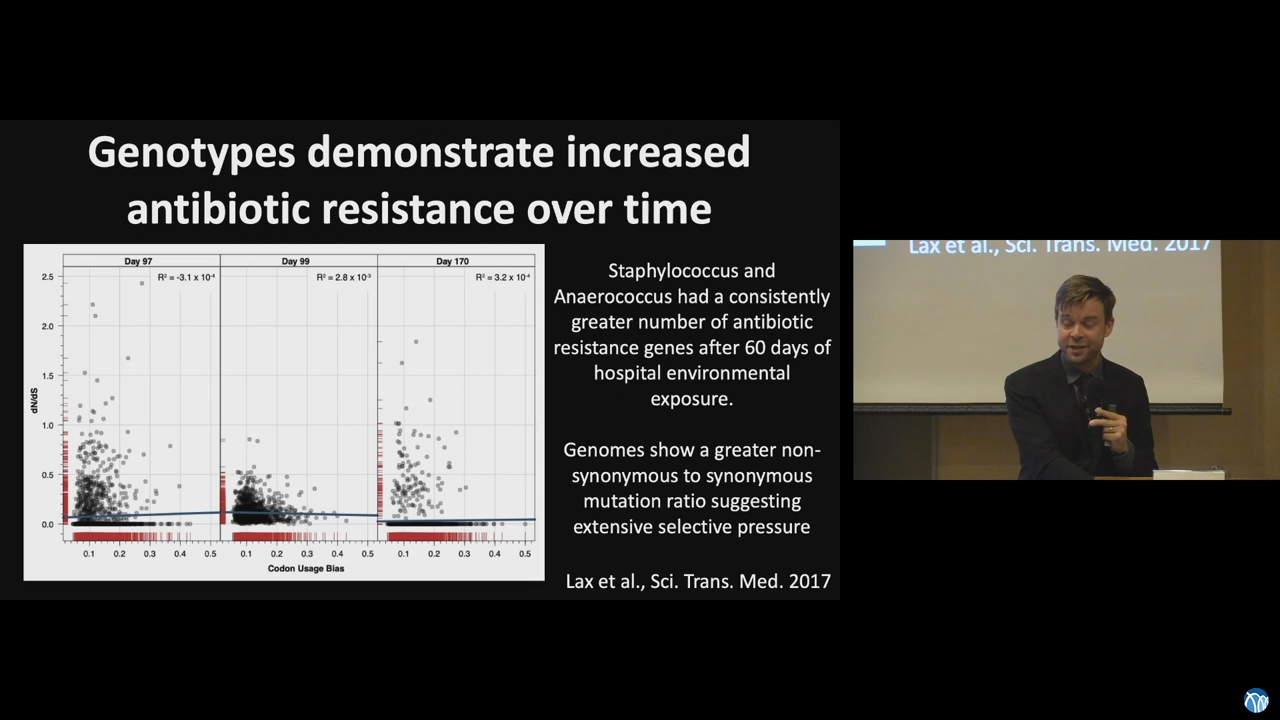 Genotypes demonstrate increased
antibiotic resistance over time
Day 97
Day 99
Day 170
R² = -3.1 x 10⁻⁴
R² = 2.8 x 10⁻³
R² = 3.2 x 10⁻⁴
2.5
2.0
1.5
1.0
0.5
0.0
dN/dS
0.1 0.2 0.3 0.4 0.5
0.1 0.2 0.3 0.4 0.5
0.1 0.2 0.3 0.4 0.5
Codon Usage Bias
Staphylococcus and
Anaerococcus had a consistently
greater number of antibiotic
resistance genes after 60 days of
hospital environmental
exposure.
Genomes show a greater non-
synonymous to synonymous
mutation ratio suggesting
extensive selective pressure
Lax et al., Sci. Trans. Med. 2017
Lax et al., Sci. Trans. Med. 2017